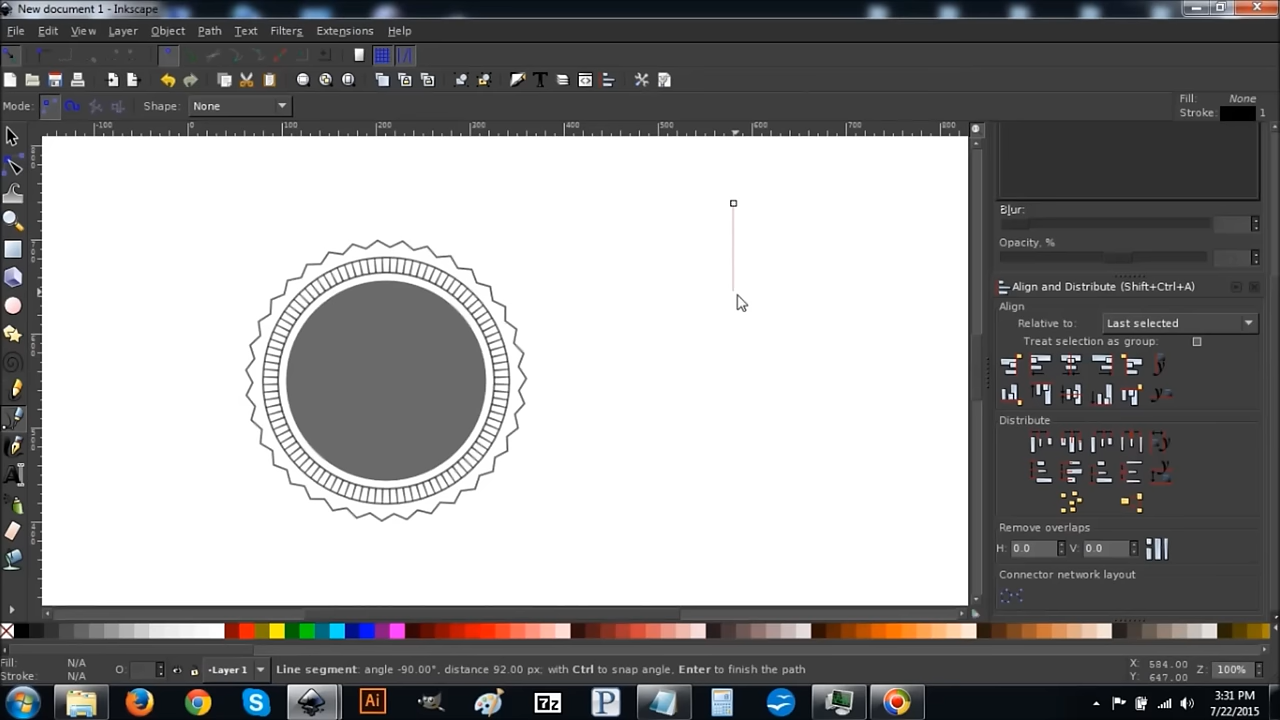 New document 1 - Inkscape
File Edit View Layer Object Path Text Filters Extensions Help
Mode: Shape: None
Fill: None
Stroke: 1
-100 0 100 200 300 400 500 600 700 800
Blur:
Opacity, %
Align and Distribute (Shift+Ctrl+A)
Align
Relative to: Last selected
Treat selection as group:
Distribute
Remove overlaps
H: 0.0 V: 0.0
Connector network layout
Fill: N/A
Stroke: N/A
O: Layer 1 Line segment: angle -90.00°, distance 92.00 px; with Ctrl to snap angle, Enter to finish the path
X: 584.00
Y: 647.00
Z: 100%
Ai 7z P
3:31 PM
7/22/2015